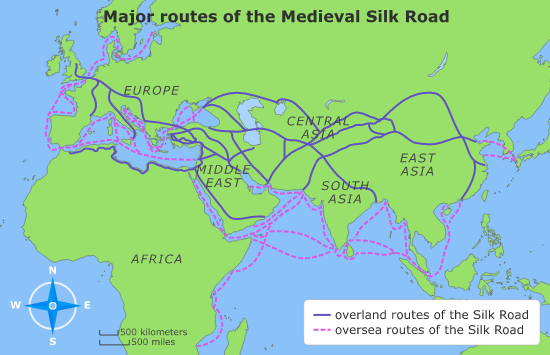 Major routes of the Medieval Silk Road
EUROPE
CENTRAL
ASIA
MIDDLE
EAST
EAST
ASIA
SOUTH
ASIA
AFRICA
N
W
E
S
500 kilometers
500 miles
overland routes of the Silk Road
oversea routes of the Silk Road